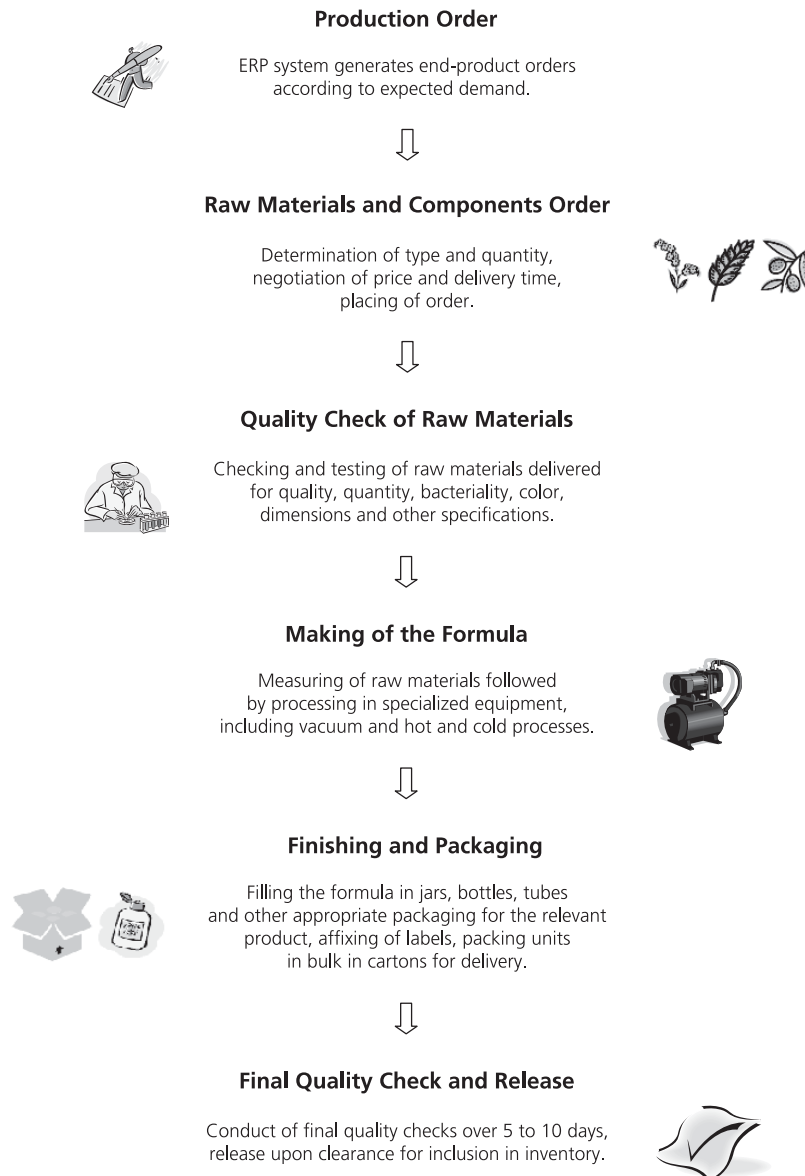 Production Order
ERP system generates end-product orders
according to expected demand.
Raw Materials and Components Order
Determination of type and quantity,
negotiation of price and delivery time,
placing of order.
Quality Check of Raw Materials
Checking and testing of raw materials delivered
for quality, quantity, bacteriality, color,
dimensions and other specifications.
Making of the Formula
Measuring of raw materials followed
by processing in specialized equipment,
including vacuum and hot and cold processes.
Finishing and Packaging
Filling the formula in jars, bottles, tubes
and other appropriate packaging for the relevant
product, affixing of labels, packing units
in bulk in cartons for delivery.
Final Quality Check and Release
Conduct of final quality checks over 5 to 10 days,
release upon clearance for inclusion in inventory.